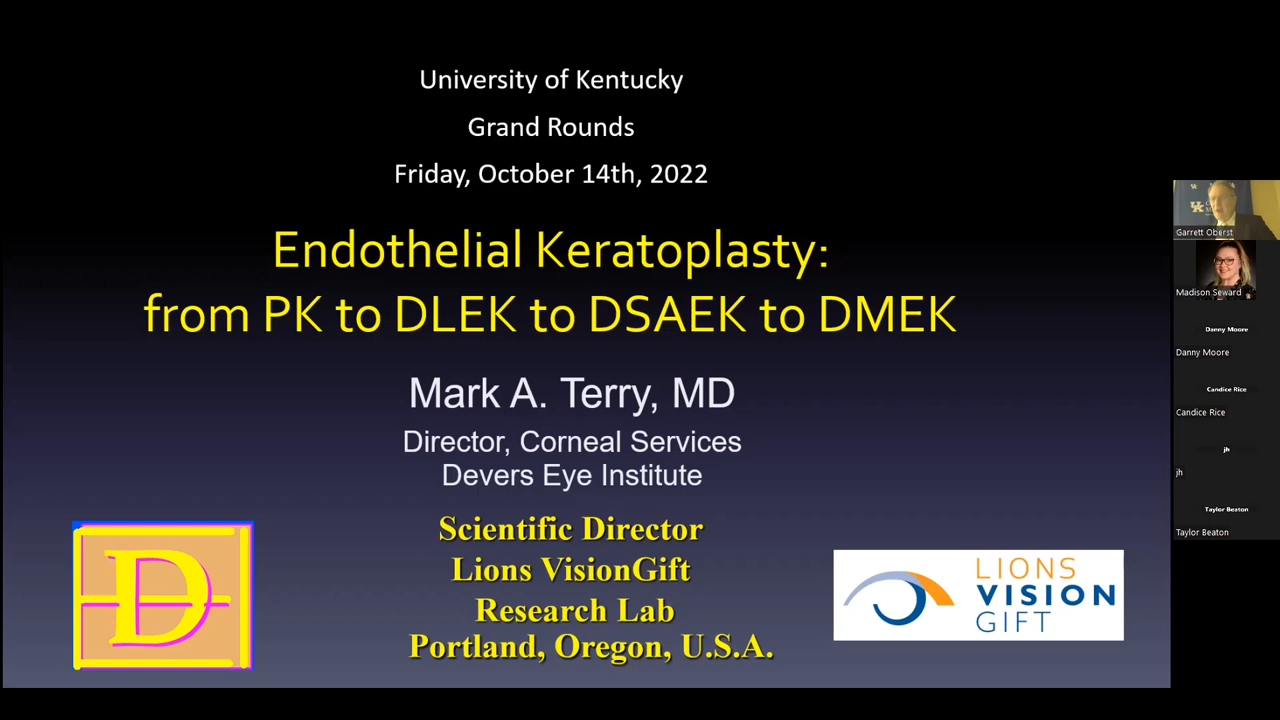 University of Kentucky
Grand Rounds
Friday, October 14th, 2022
Endothelial Keratoplasty:
from PK to DLEK to DSAEK to DMEK
Mark A. Terry, MD
Director, Corneal Services
Devers Eye Institute
Scientific Director
Lions VisionGift
Research Lab
Portland, Oregon, U.S.A.
D
LIONS
VISION
GIFT
UK
Garrett Oberst
Madison Seward
Danny Moore
Danny Moore
Candice Rice
Candice Rice
jh
jh
Taylor Beaton
Taylor Beaton